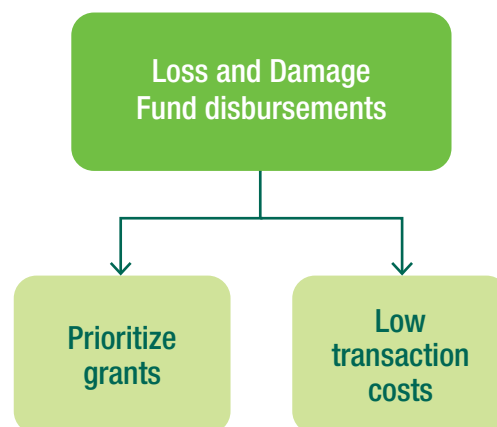 Loss and Damage
Fund disbursements
Prioritize
grants
Low
transaction
costs